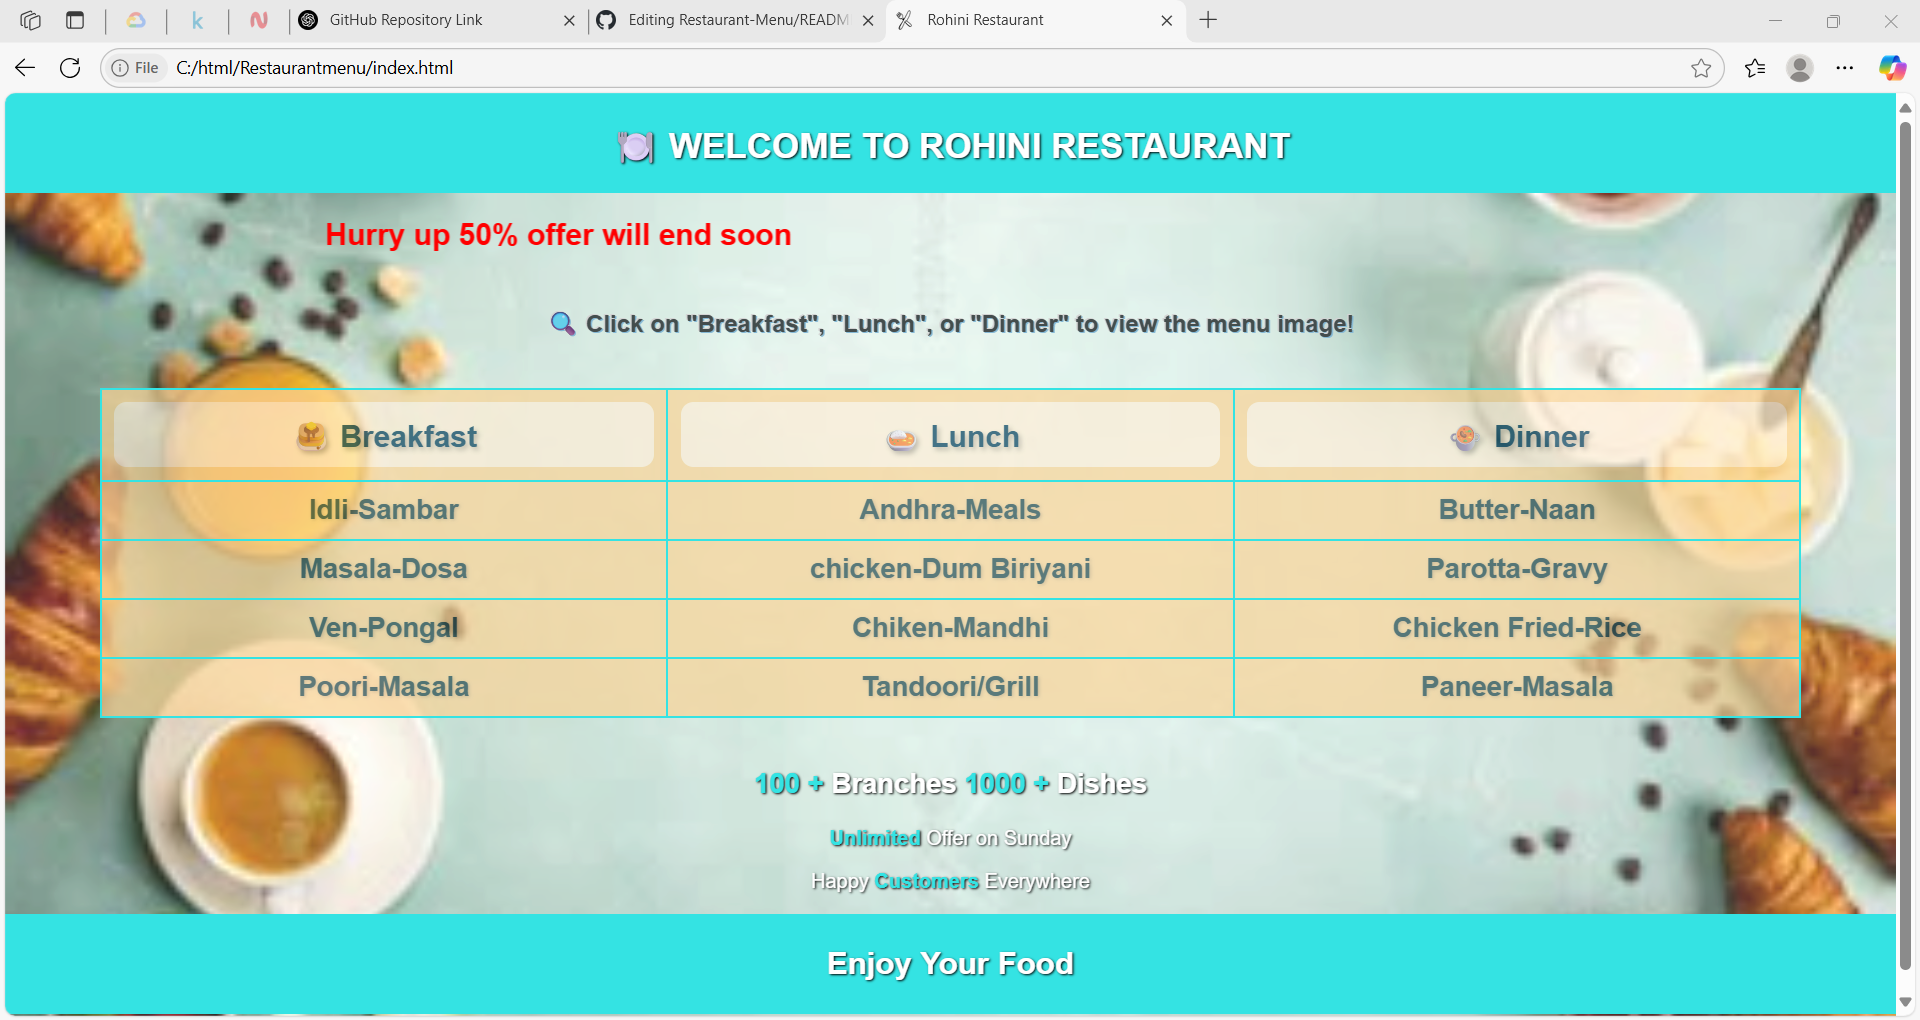 GitHub Repository Link
Editing Restaurant-Menu/READM
Rohini Restaurant
File C:/html/Restaurantmenu/index.html
WELCOME TO ROHINI RESTAURANT
Hurry up 50% offer will end soon
Click on "Breakfast", "Lunch", or "Dinner" to view the menu image!
Breakfast Lunch Dinner
Idli-Sambar Andhra-Meals Butter-Naan
Masala-Dosa chicken-Dum Biriyani Parotta-Gravy
Ven-Pongal Chiken-Mandhi Chicken Fried-Rice
Poori-Masala Tandoori/Grill Paneer-Masala
100 + Branches 1000 + Dishes
Unlimited Offer on Sunday
Happy Customers Everywhere
Enjoy Your Food